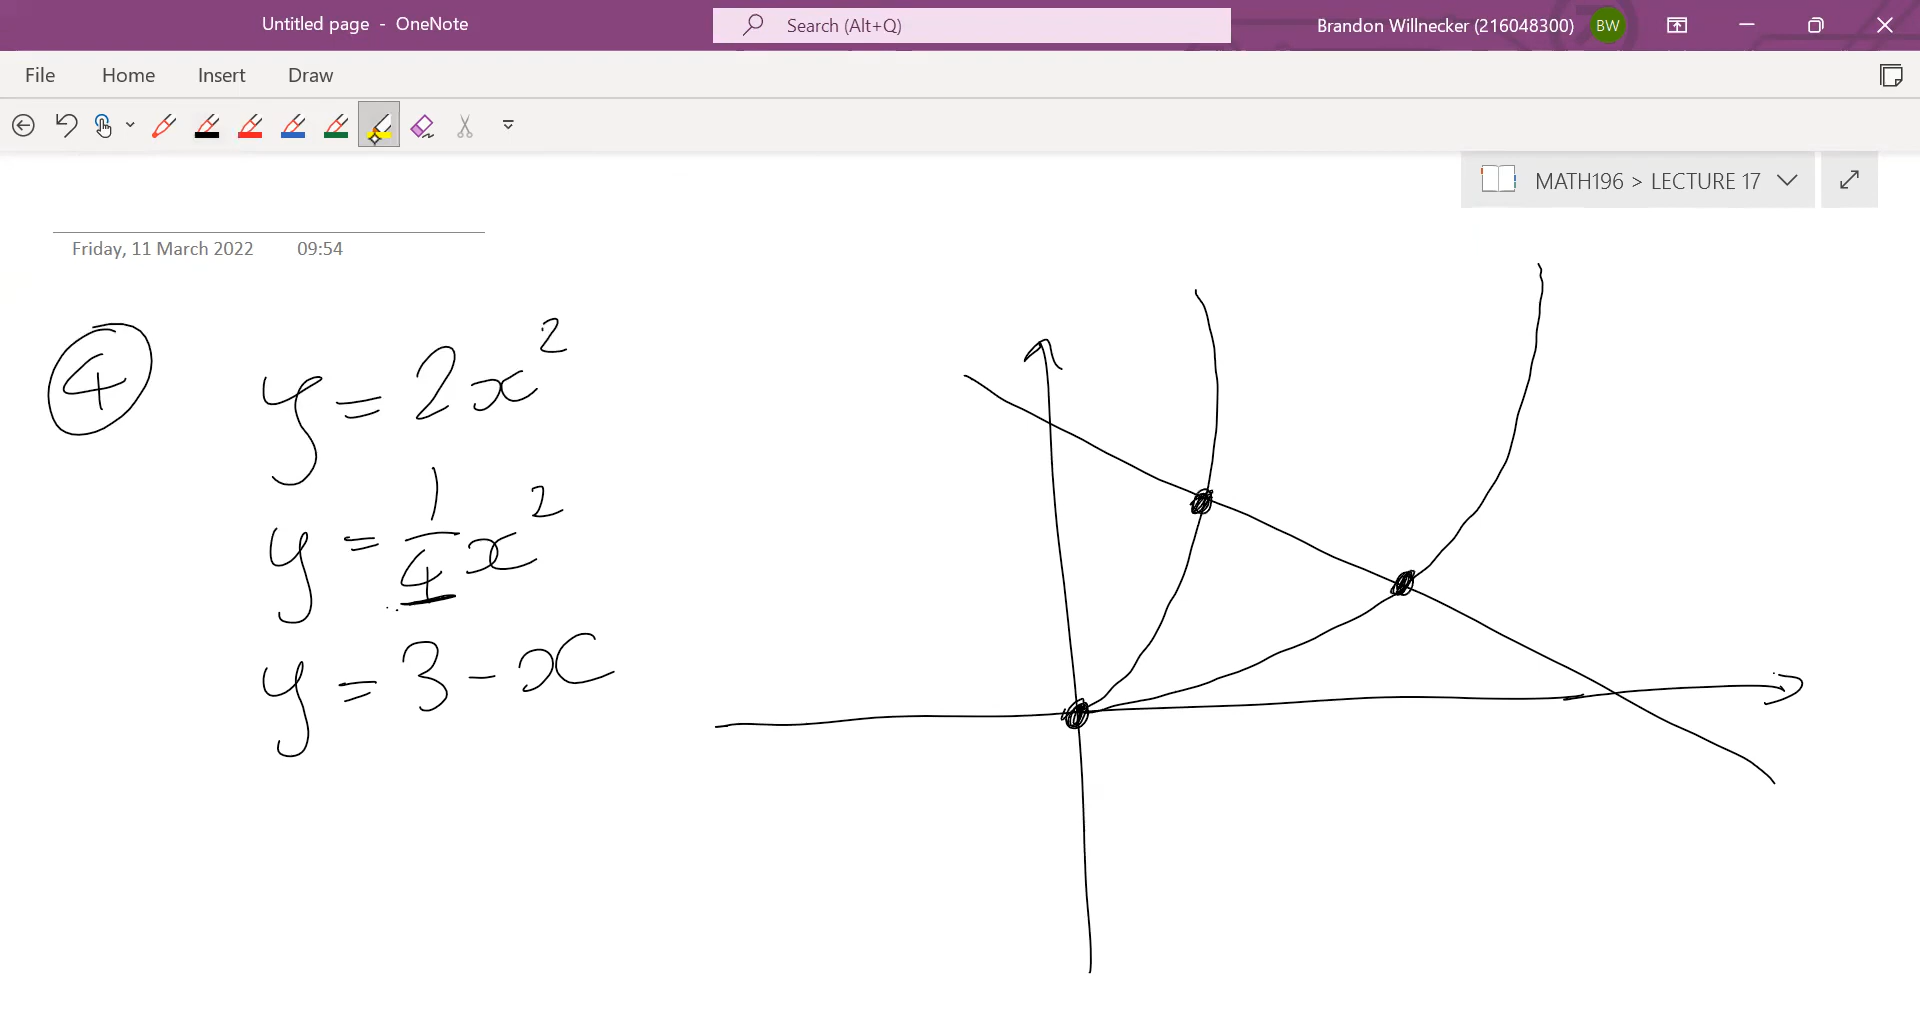 Untitled page - OneNote
Search (Alt+Q)
Brandon Willnecker (216048300)
BW
File Home Insert Draw
MATH196 > LECTURE 17
Friday, 11 March 2022 09:54
4
y = 2x²
y = 1/4 x²
y = 3 - x